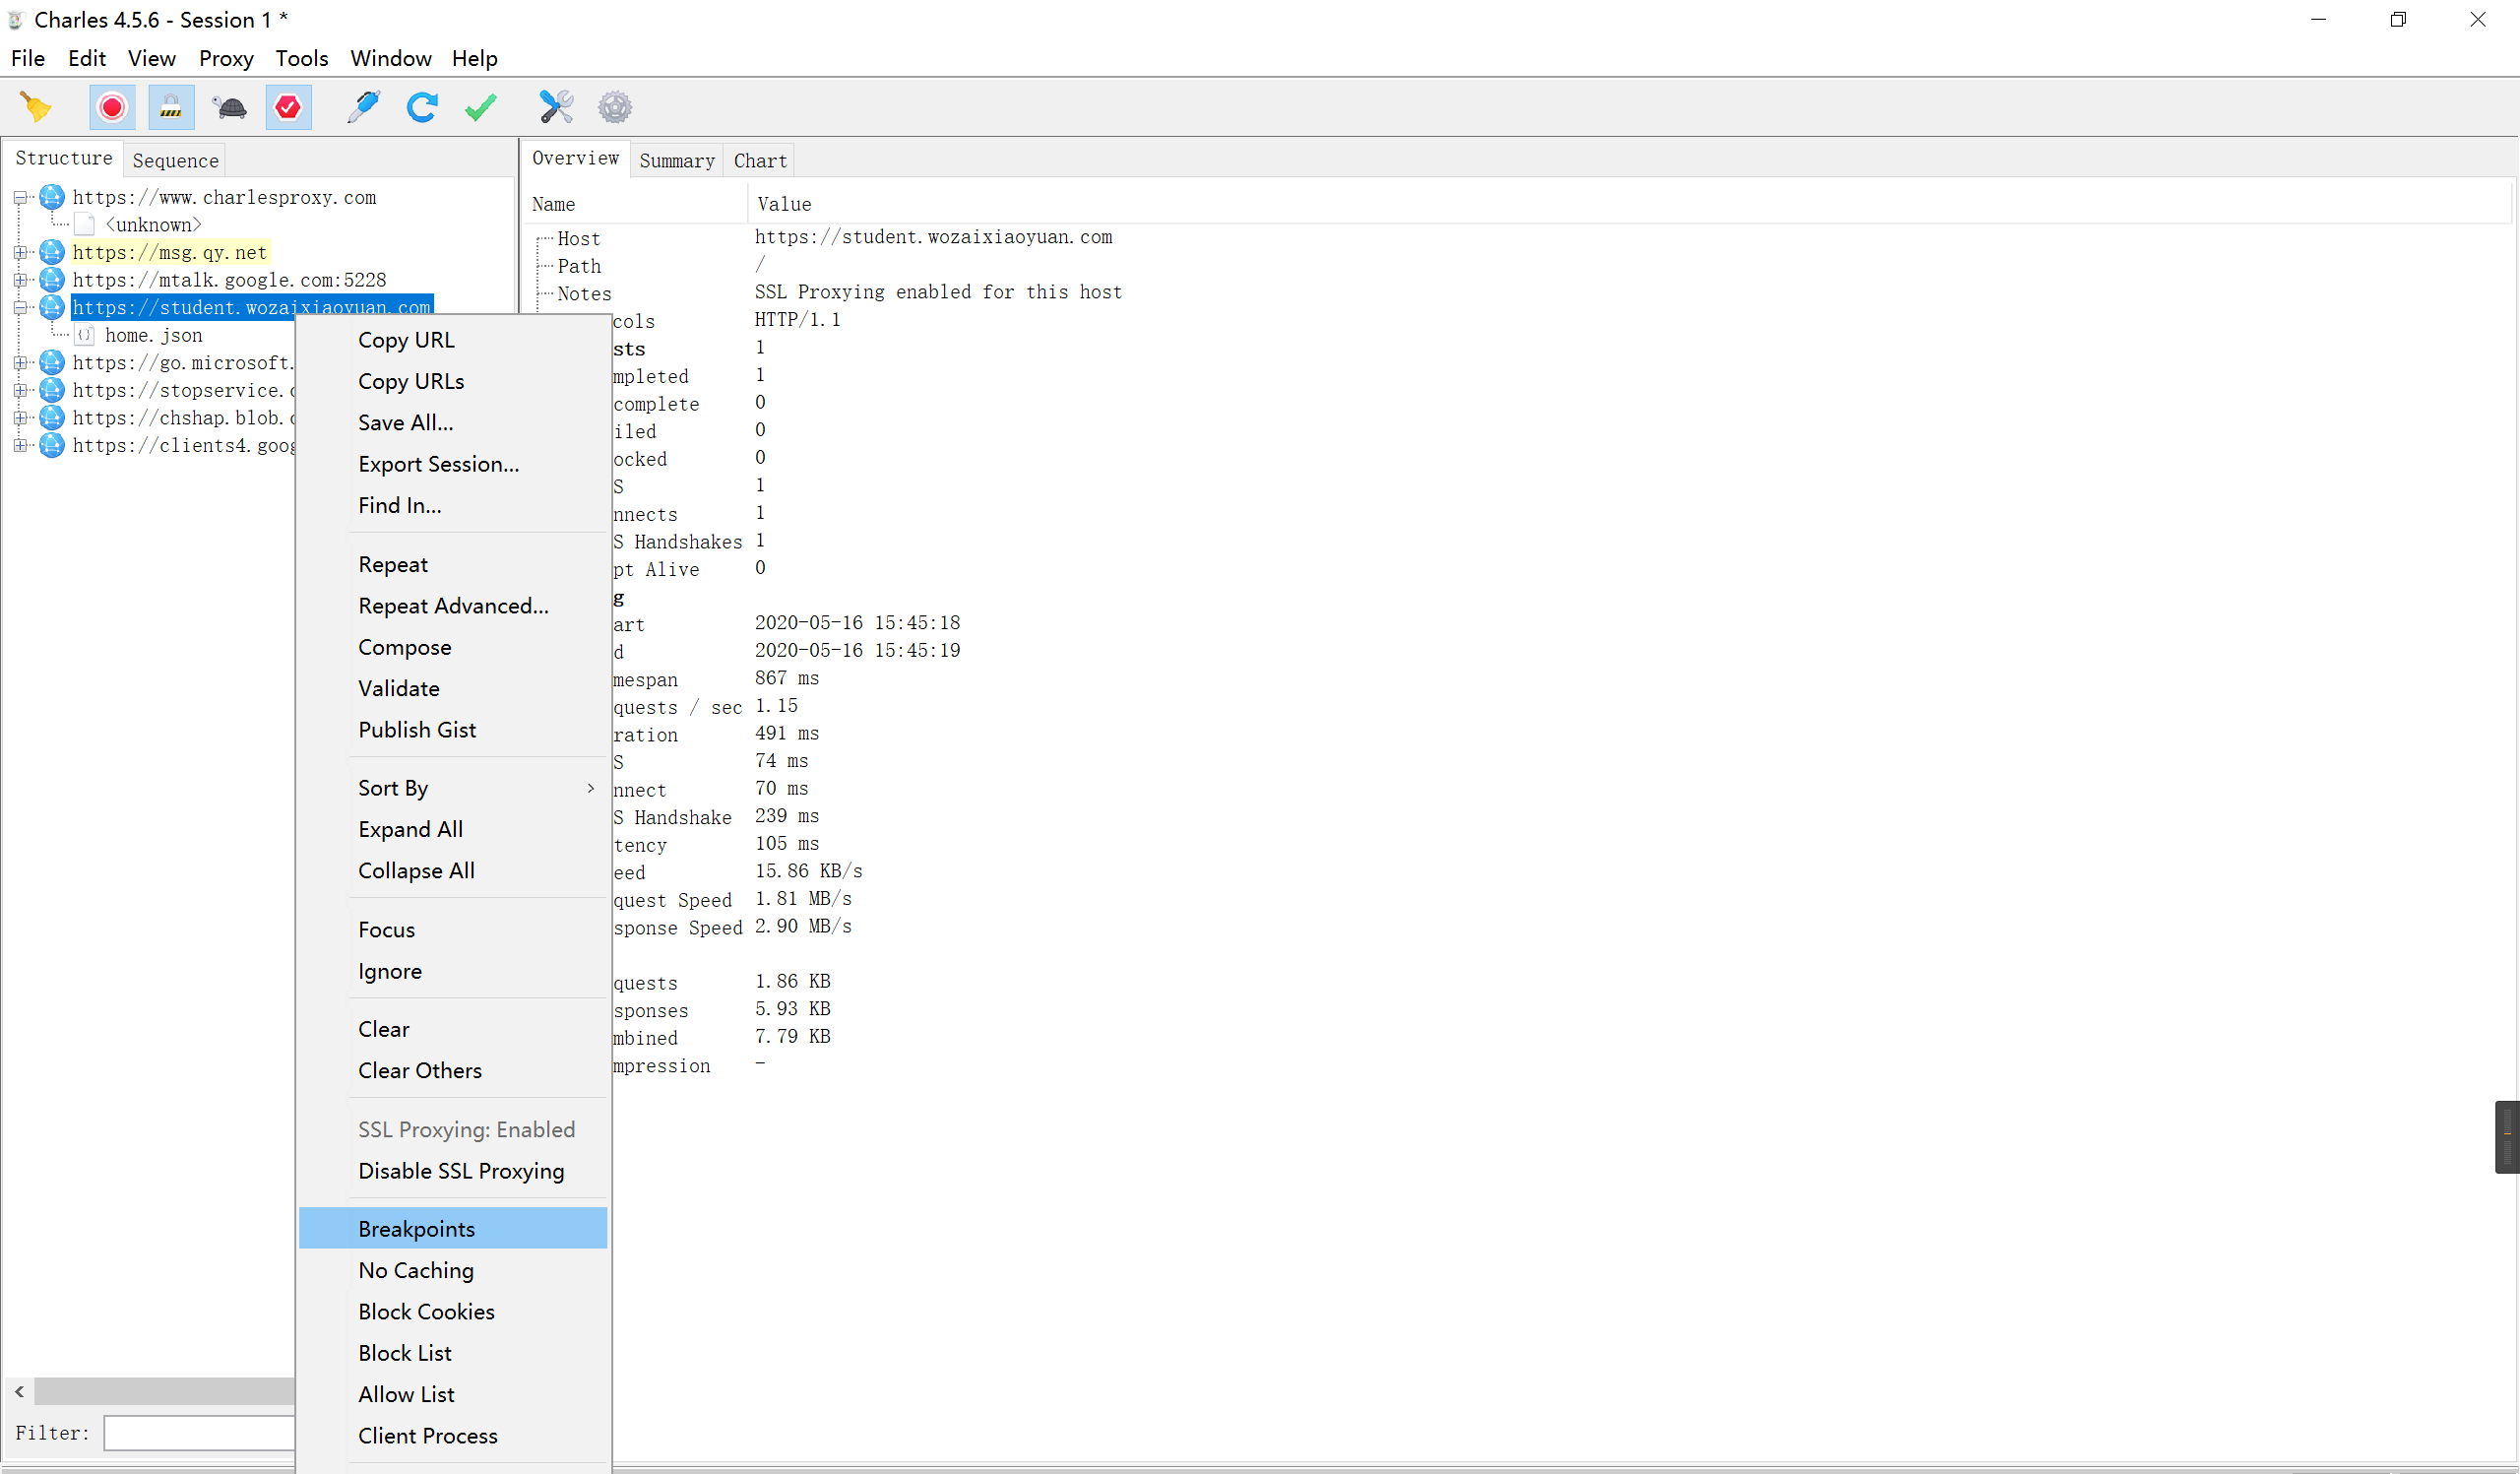 Charles 4.5.6 - Session 1 *
File Edit View Proxy Tools Window Help
Structure Sequence
https://www.charlesproxy.com
<unknown>
https://msg.qy.net
https://mtalk.google.com:5228
https://student.wozaixiaoyuan.com
home.json
https://go.microsoft.
https://stopservice.c
https://chshap.blob.c
https://clients4.goog
Filter:
Copy URL
Copy URLs
Save All...
Export Session...
Find In...
Repeat
Repeat Advanced...
Compose
Validate
Publish Gist
Sort By
Expand All
Collapse All
Focus
Ignore
Clear
Clear Others
SSL Proxying: Enabled
Disable SSL Proxying
Breakpoints
No Caching
Block Cookies
Block List
Allow List
Client Process
Overview Summary Chart
Name Value
Host https://student.wozaixiaoyuan.com
Path /
Notes SSL Proxying enabled for this host
cols HTTP/1.1
sts 1
mpleted 1
complete 0
iled 0
ocked 0
S 1
nnects 1
S Handshakes 1
pt Alive 0
g
art 2020-05-16 15:45:18
d 2020-05-16 15:45:19
mespan 867 ms
quests / sec 1.15
ration 491 ms
S 74 ms
nnect 70 ms
S Handshake 239 ms
tency 105 ms
eed 15.86 KB/s
quest Speed 1.81 MB/s
sponse Speed 2.90 MB/s
quests 1.86 KB
sponses 5.93 KB
mbined 7.79 KB
mpression -